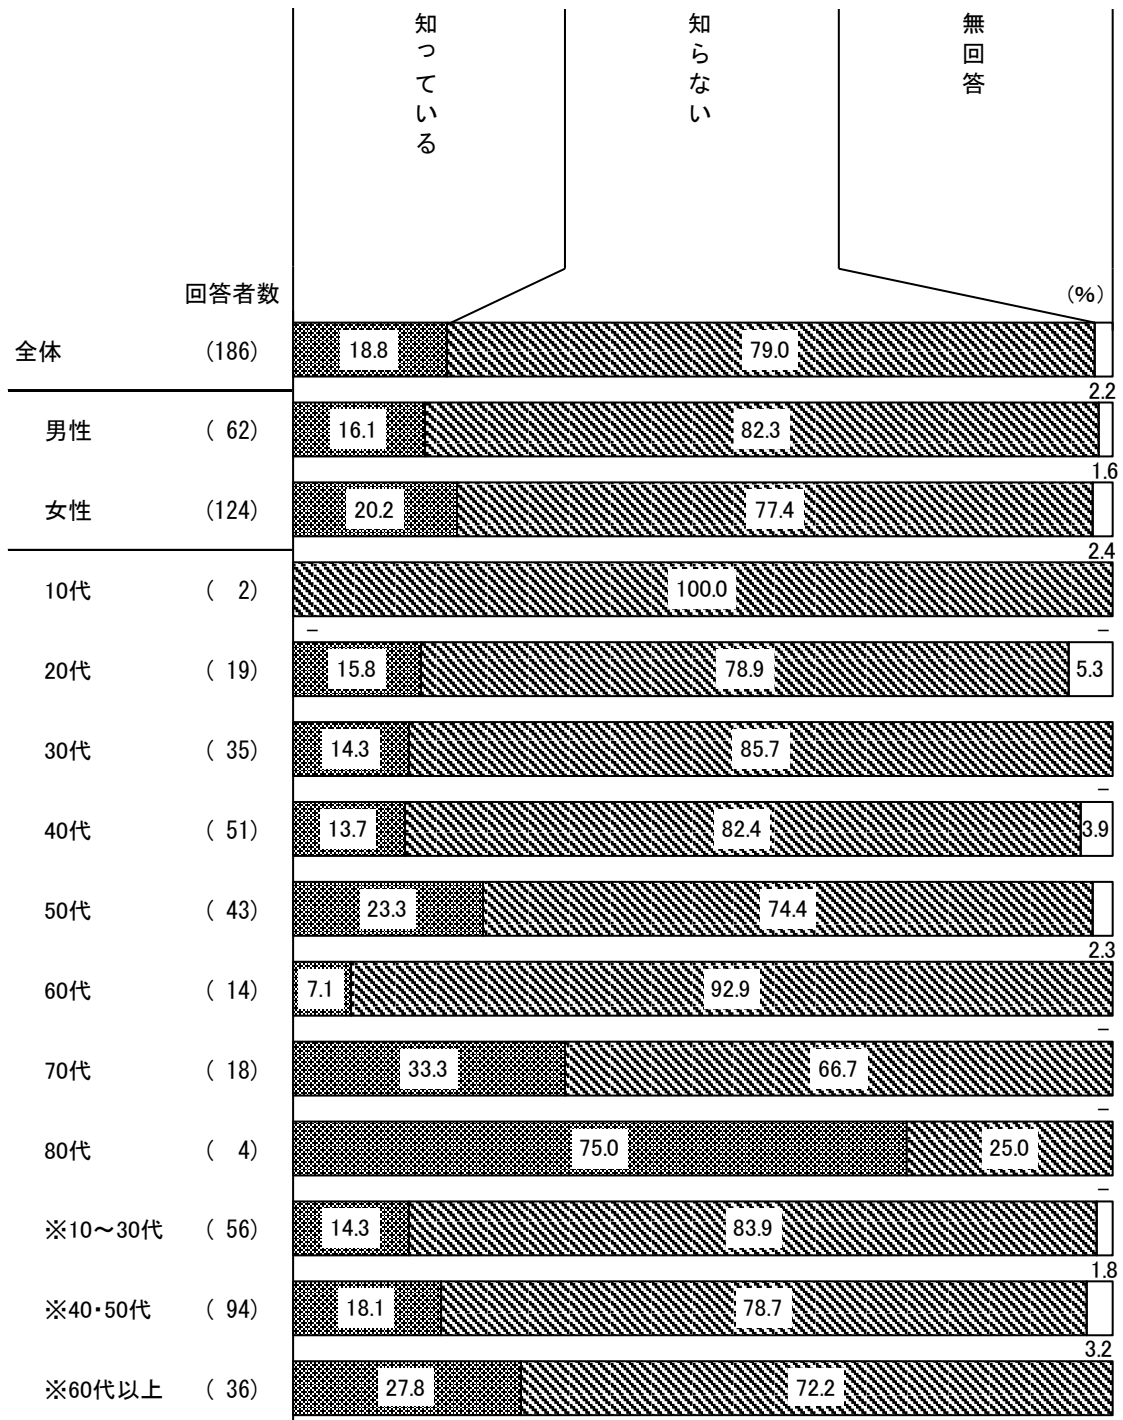 知っている
知らない
無回答
回答者数
(%)
全体 (186) 18.8 79.0
2.2
男性 ( 62) 16.1 82.3
1.6
女性 (124) 20.2 77.4
2.4
10代 ( 2) 100.0
– –
20代 ( 19) 15.8 78.9 5.3
30代 ( 35) 14.3 85.7
–
40代 ( 51) 13.7 82.4 3.9
50代 ( 43) 23.3 74.4
2.3
60代 ( 14) 7.1 92.9
–
70代 ( 18) 33.3 66.7
–
80代 ( 4) 75.0 25.0
–
※10～30代 ( 56) 14.3 83.9
1.8
※40・50代 ( 94) 18.1 78.7
3.2
※60代以上 ( 36) 27.8 72.2